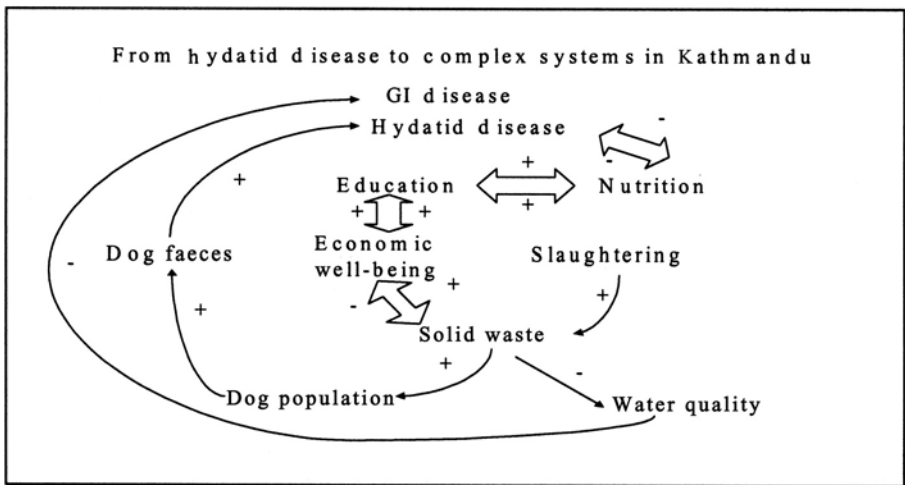 From hydatid disease to complex systems in Kathmandu
GI disease
Hydatid disease
-
-
+
+
Education
+
Nutrition
+ +
Dog faeces
-
Economic
well-being
Slaughtering
+
-
+
+
Solid waste
+
-
Dog population
Water quality